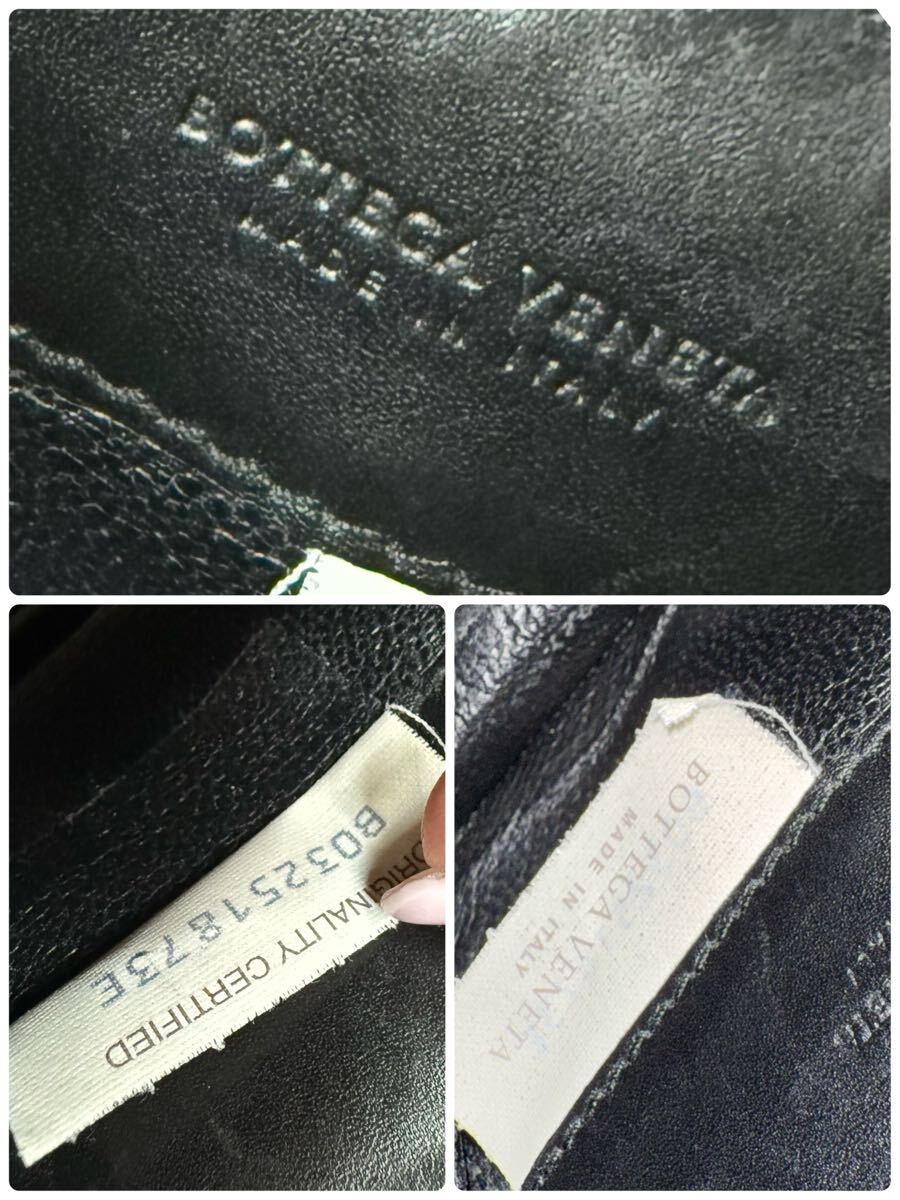 BOTTEGA VENETA
MADE IN ITALY
B03251873E
ORIGINALITY CERTIFIED
BOTTEGA VENETA
MADE IN ITALY